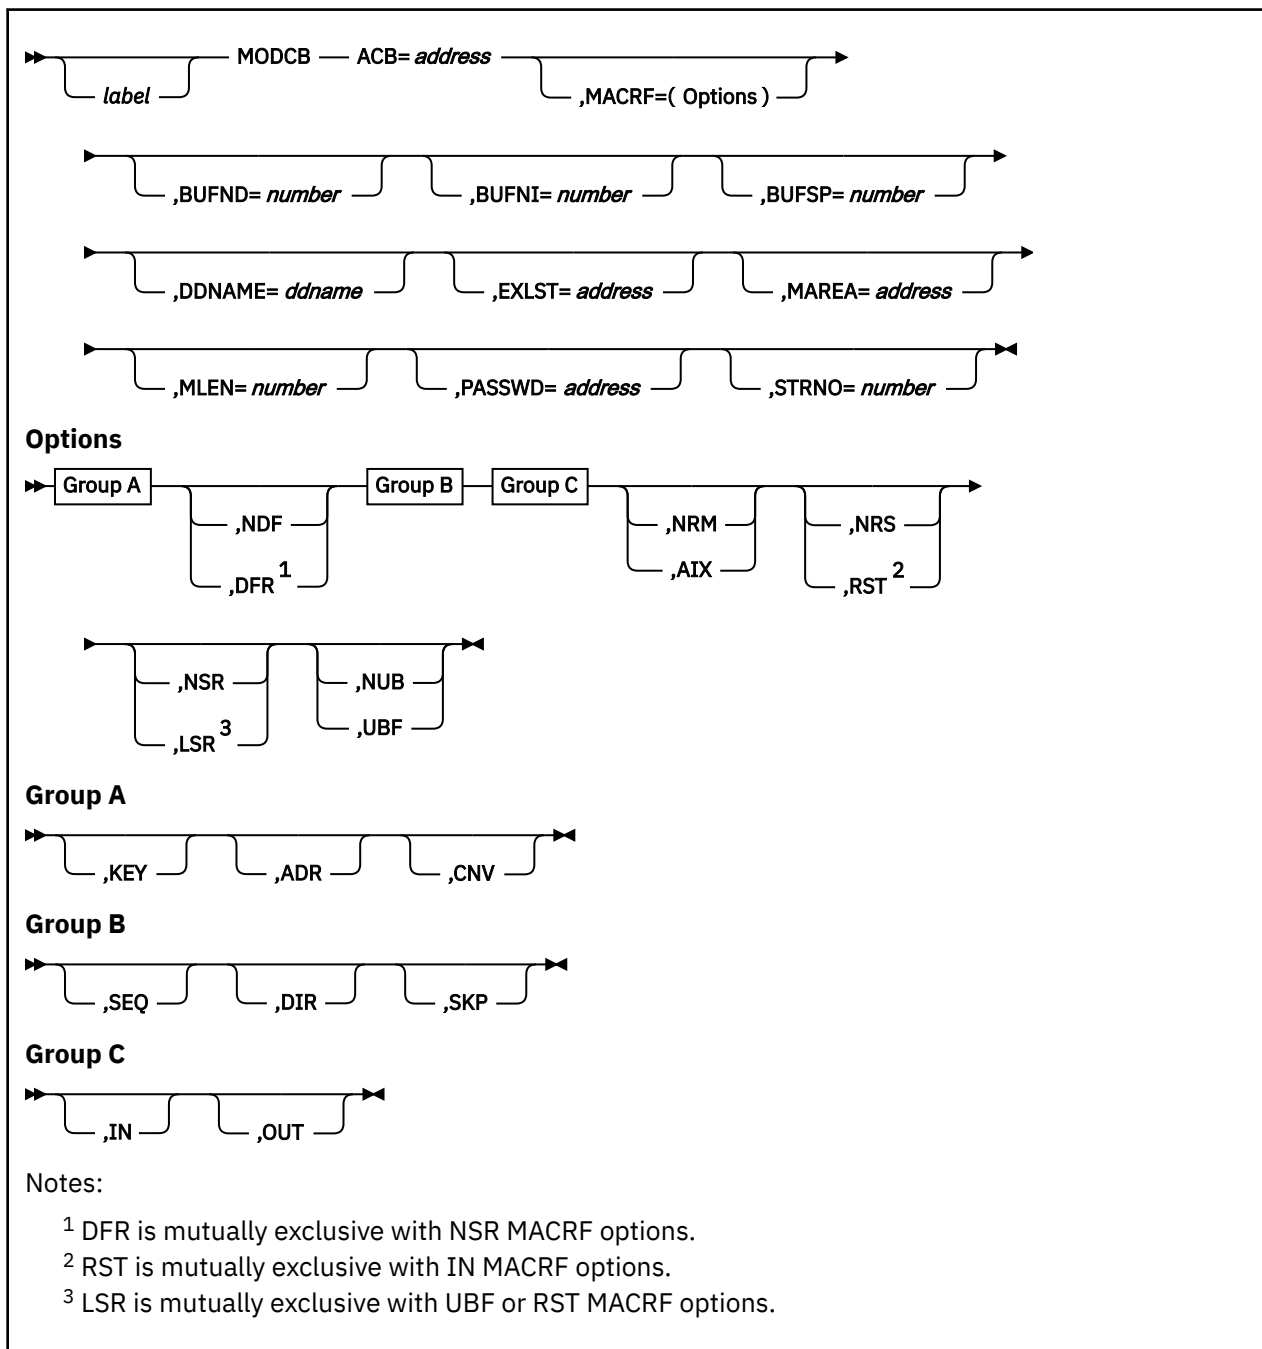 MODCB ACB= address
label ,MACRF=( Options )
,BUFND= number ,BUFNI= number ,BUFSP= number
,DDNAME= ddname ,EXLST= address ,MAREA= address
,MLEN= number ,PASSWD= address ,STRNO= number
Options
Group A Group B Group C
,NDF ,NRM ,NRS
,DFR 1 ,AIX ,RST 2
,NSR ,NUB
,LSR 3 ,UBF
Group A
,KEY ,ADR ,CNV
Group B
,SEQ ,DIR ,SKP
Group C
,IN ,OUT
Notes:
1 DFR is mutually exclusive with NSR MACRF options.
2 RST is mutually exclusive with IN MACRF options.
3 LSR is mutually exclusive with UBF or RST MACRF options.